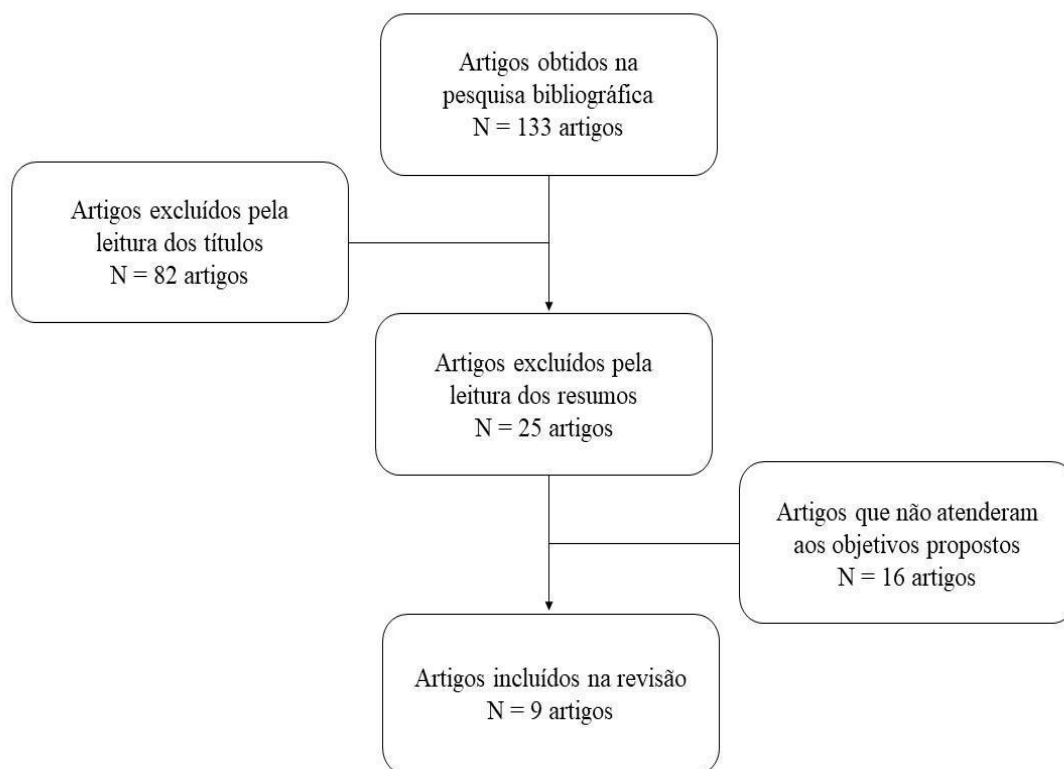 Artigos obtidos na
pesquisa bibliográfica
N = 133 artigos
Artigos excluídos pela
leitura dos títulos
N = 82 artigos
Artigos excluídos pela
leitura dos resumos
N = 25 artigos
Artigos que não atenderam
aos objetivos propostos
N = 16 artigos
Artigos incluídos na revisão
N = 9 artigos